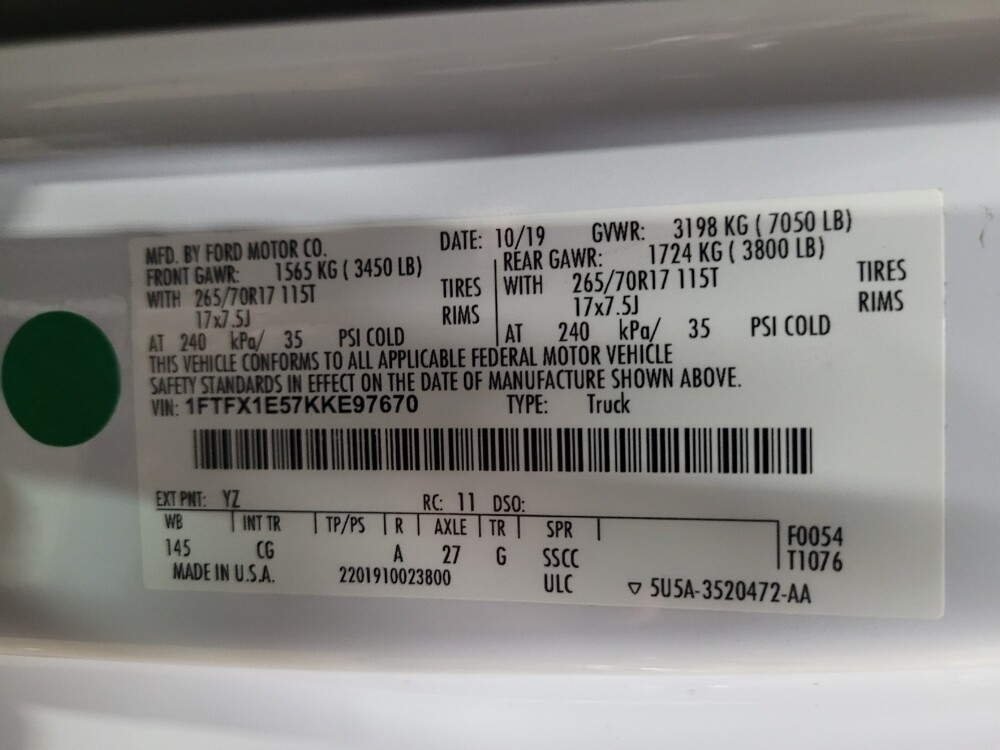 MFD. BY FORD MOTOR CO. DATE: 10/19 GVWR: 3198 KG ( 7050 LB)
FRONT GAWR: 1565 KG ( 3450 LB) REAR GAWR: 1724 KG ( 3800 LB)
WITH 265/70R17 115T TIRES WITH 265/70R17 115T TIRES
17x7.5J RIMS 17x7.5J RIMS
AT 240 kPa/ 35 PSI COLD AT 240 kPa/ 35 PSI COLD
THIS VEHICLE CONFORMS TO ALL APPLICABLE FEDERAL MOTOR VEHICLE
SAFETY STANDARDS IN EFFECT ON THE DATE OF MANUFACTURE SHOWN ABOVE.
VIN: 1FTFX1E57KKE97670 TYPE: Truck
EXT PNT: YZ RC: 11 DSO:
WB INT TR TP/PS R AXLE TR SPR F0054
145 CG A 27 G SSCC T1076
MADE IN U.S.A. 2201910023800 ULC ▽ 5U5A-3520472-AA